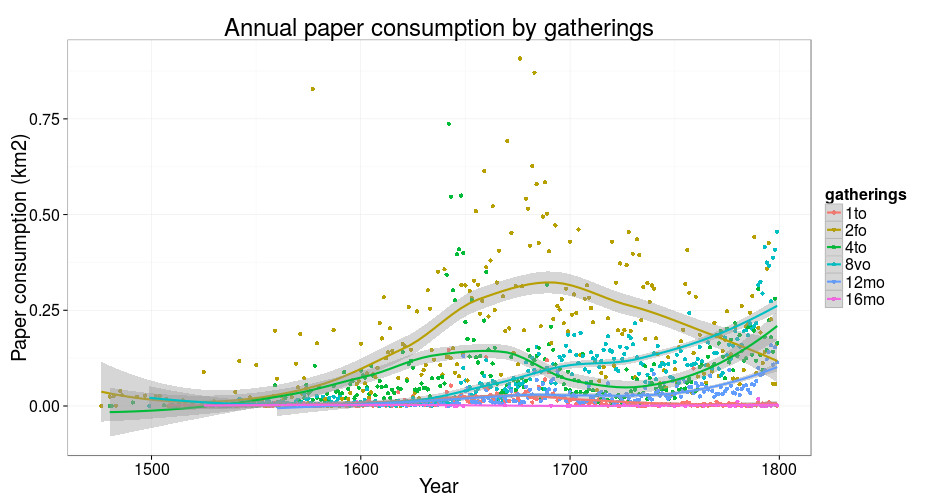 Annual paper consumption by gatherings
Paper consumption (km2)
0.75
0.50
0.25
0.00
1500
1600
1700
1800
Year
gatherings
1to
2fo
4to
8vo
12mo
16mo